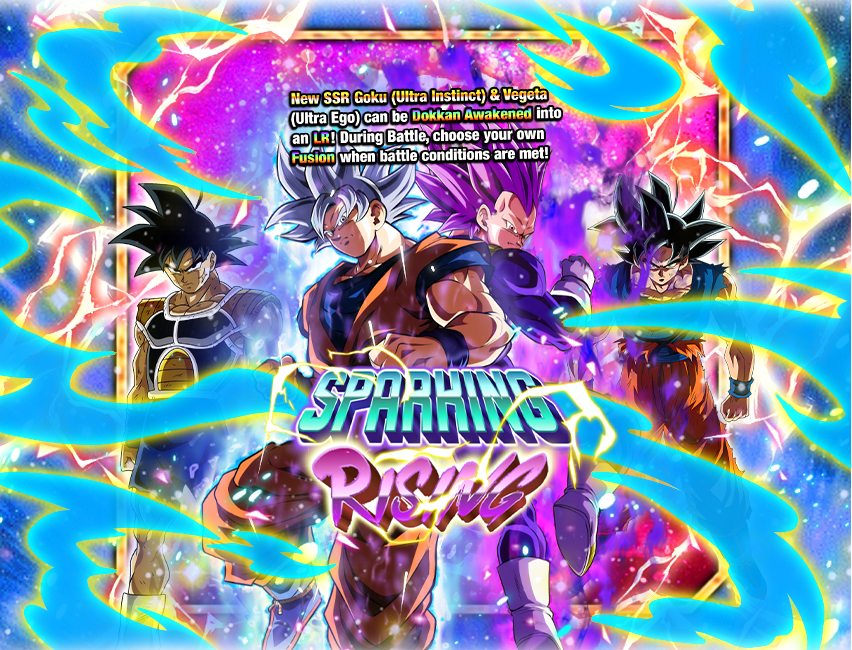 New SSR Goku (Ultra Instinct) & Vegeta
(Ultra Ego) can be Dokkan Awakened into
an LR! During Battle, choose your own
Fusion when battle conditions are met!
SPARKING
RISING